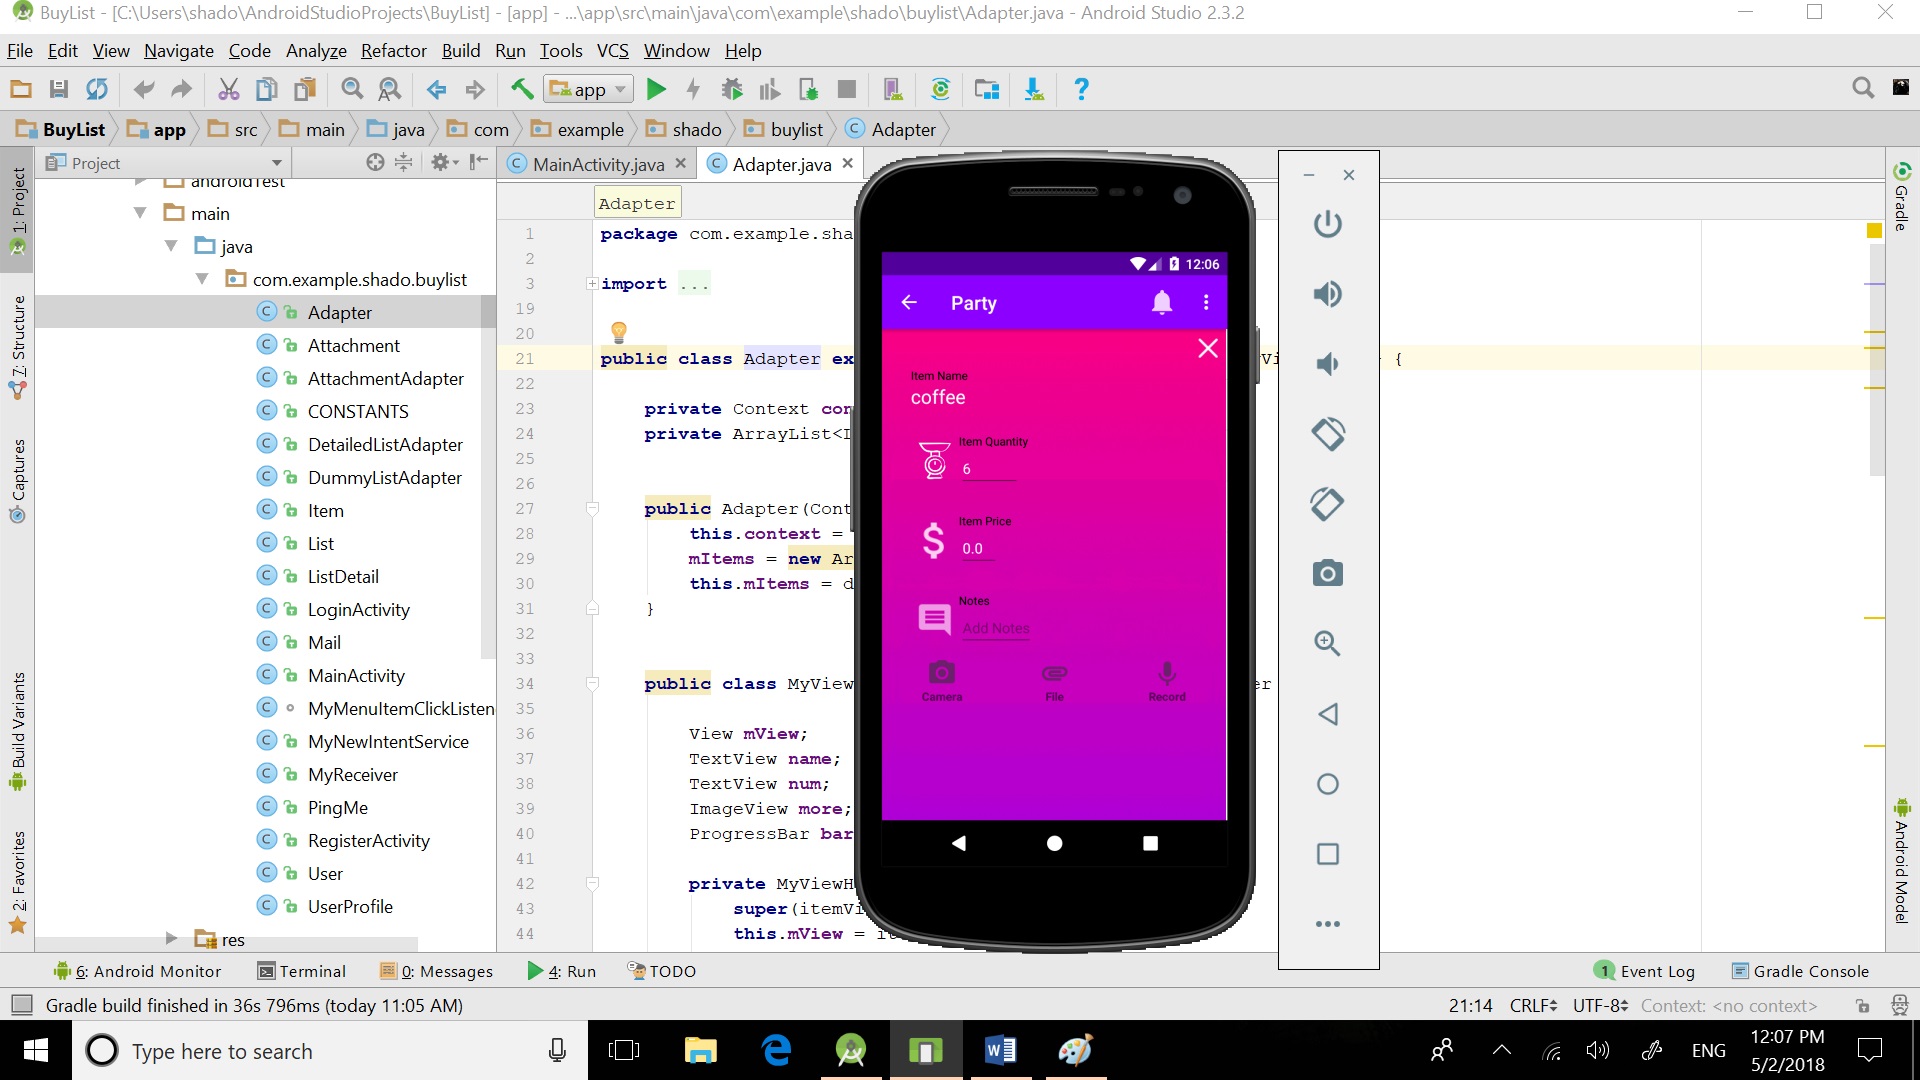 BuyList - [C:\Users\shado\AndroidStudioProjects\BuyList] - [app] - ...\app\src\main\java\com\example\shado\buylist\Adapter.java - Android Studio 2.3.2
File Edit View Navigate Code Analyze Refactor Build Run Tools VCS Window Help
app
BuyList app src main java com example shado buylist Adapter
Project
MainActivity.java Adapter.java
1: Project
7: Structure
Captures
Build Variants
2: Favorites
androidTest
main
java
com.example.shado.buylist
Adapter
Attachment
AttachmentAdapter
CONSTANTS
DetailedListAdapter
DummyListAdapter
Item
List
ListDetail
LoginActivity
Mail
MainActivity
MyMenuItemClickListen
MyNewIntentService
MyReceiver
PingMe
RegisterActivity
User
UserProfile
res
Adapter
1 package com.example.sha
2
3 import ...
19
20
21 public class Adapter ex Vi {
22
23 private Context con
24 private ArrayList<I
25
26
27 public Adapter(Cont
28 this.context =
29 mItems = new Ar
30 this.mItems = d
31 }
32
33
34 public class MyView er
35
36 View mView;
37 TextView name;
38 TextView num;
39 ImageView more;
40 ProgressBar bar
41
42 private MyViewH
43 super(itemVi
44 this.mView = i
12:06
Party
Item Name
coffee
Item Quantity
6
Item Price
$ 0.0
Notes
Add Notes
Camera File Record
Gradle
Android Model
6: Android Monitor Terminal 0: Messages 4: Run TODO 1 Event Log Gradle Console
Gradle build finished in 36s 796ms (today 11:05 AM) 21:14 CRLF UTF-8 Context: <no context>
Type here to search
ENG
12:07 PM
5/2/2018